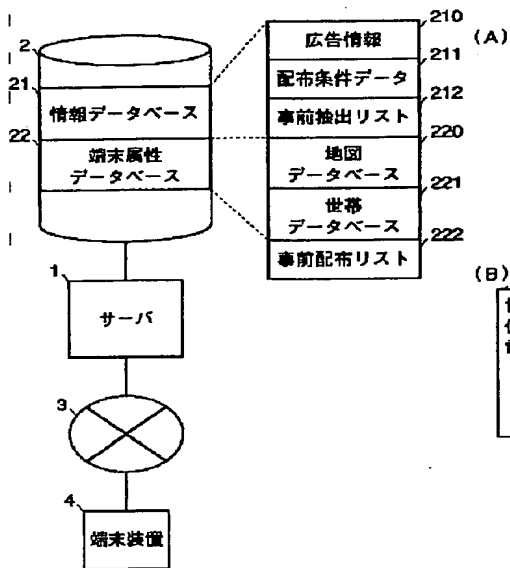 2
21
情報データベース
22
端末属性
データベース
210
広告情報
211
配布条件データ
212
事前抽出リスト
220
地図
データベース
221
世帯
データベース
222
事前配布リスト
(A)
(B)
1
サーバ
3
4
端末装置